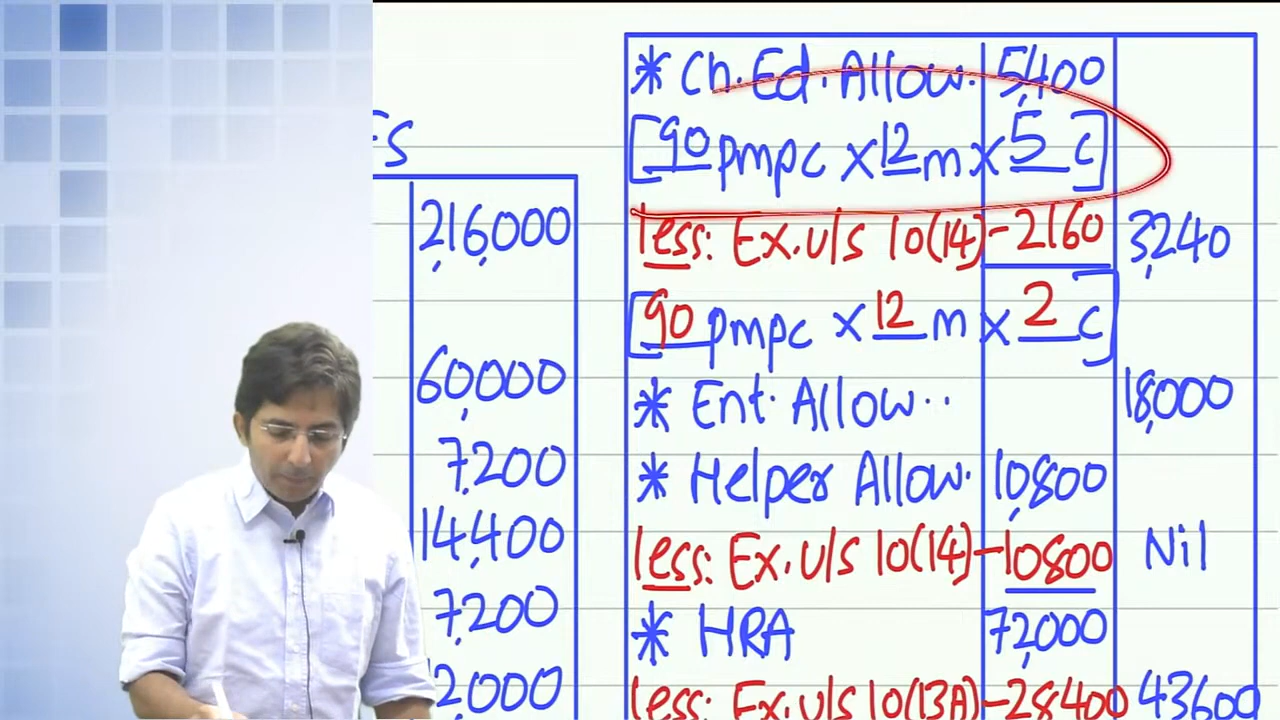 ES
216,000
60,000
7,200
14,400
7,200
2,000
* Ch. Ed. Allow. 5,400
[90 pmpc x 12 m x 5 C]
less: Ex. u/s 10(14) -2160 3,240
[90 pmpc x 12 m x 2 C]
* Ent. Allow.. 18,000
* Helper Allow. 10,800
less: Ex. u/s 10(14) -10800 Nil
* HRA 72,000
less: Ex. u/s 10(13A) -28400 43600